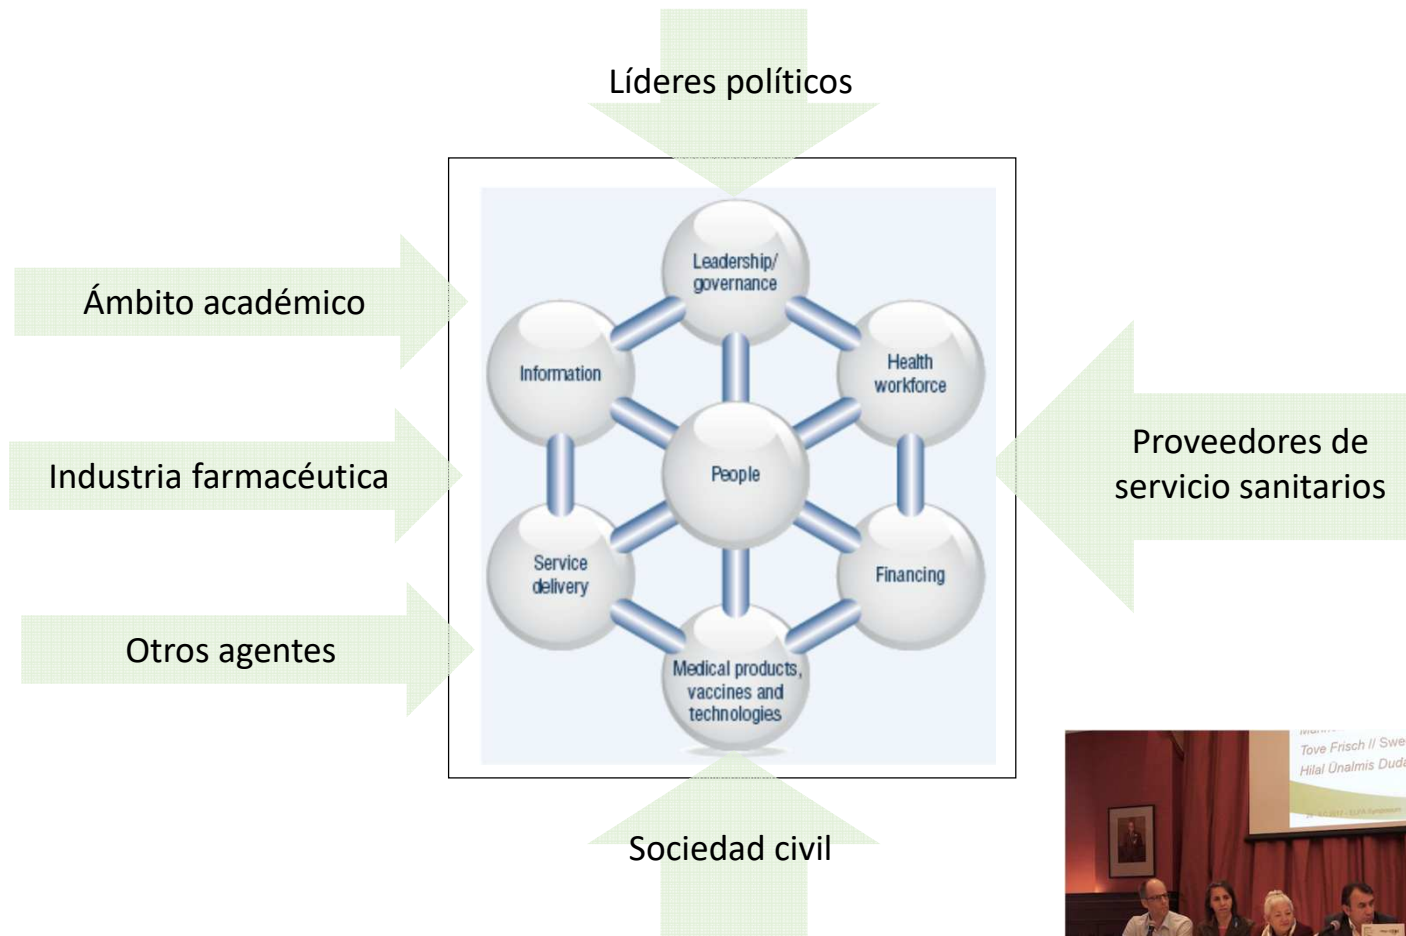 Líderes políticos
Ámbito académico
Industria farmacéutica
Otros agentes
Leadership/
governance
Information
Health
workforce
People
Service
delivery
Financing
Medical products,
vaccines and
technologies
Proveedores de
servicio sanitarios
Sociedad civil
Tove Frisch // Swe
Hilal Ünalmis Duda